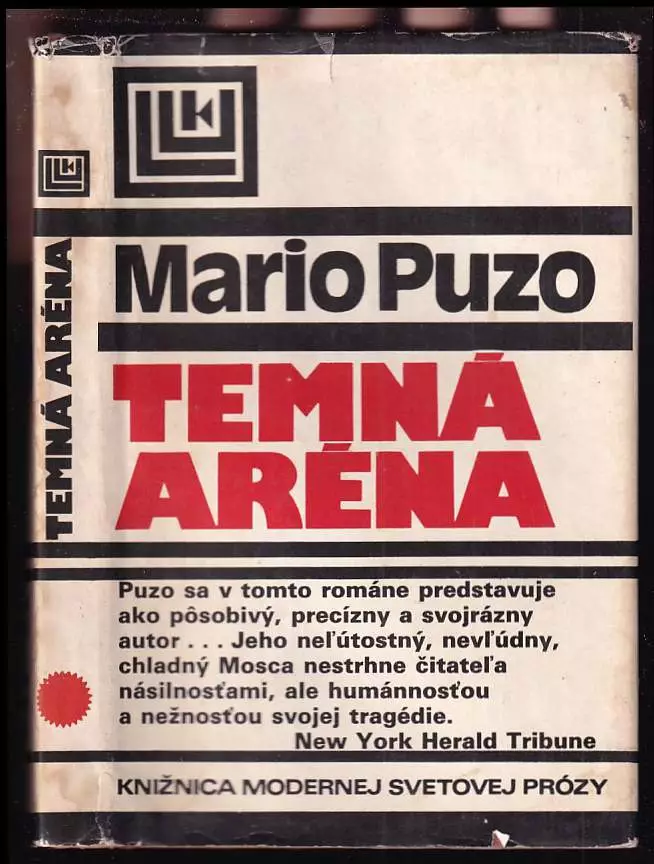 TEMNÁ ARÉNA
Mario Puzo
TEMNÁ
ARÉNA
Puzo sa v tomto románe predstavuje
ako pôsobivý, precízny a svojrázny
autor... Jeho neľútostný, nevľúdny,
chladný Mosca nestrhne čitateľa
násilnosťami, ale humánnosťou
a nežnosťou svojej tragédie.
New York Herald Tribune
KNIŽNICA MODERNEJ SVETOVEJ PRÓZY